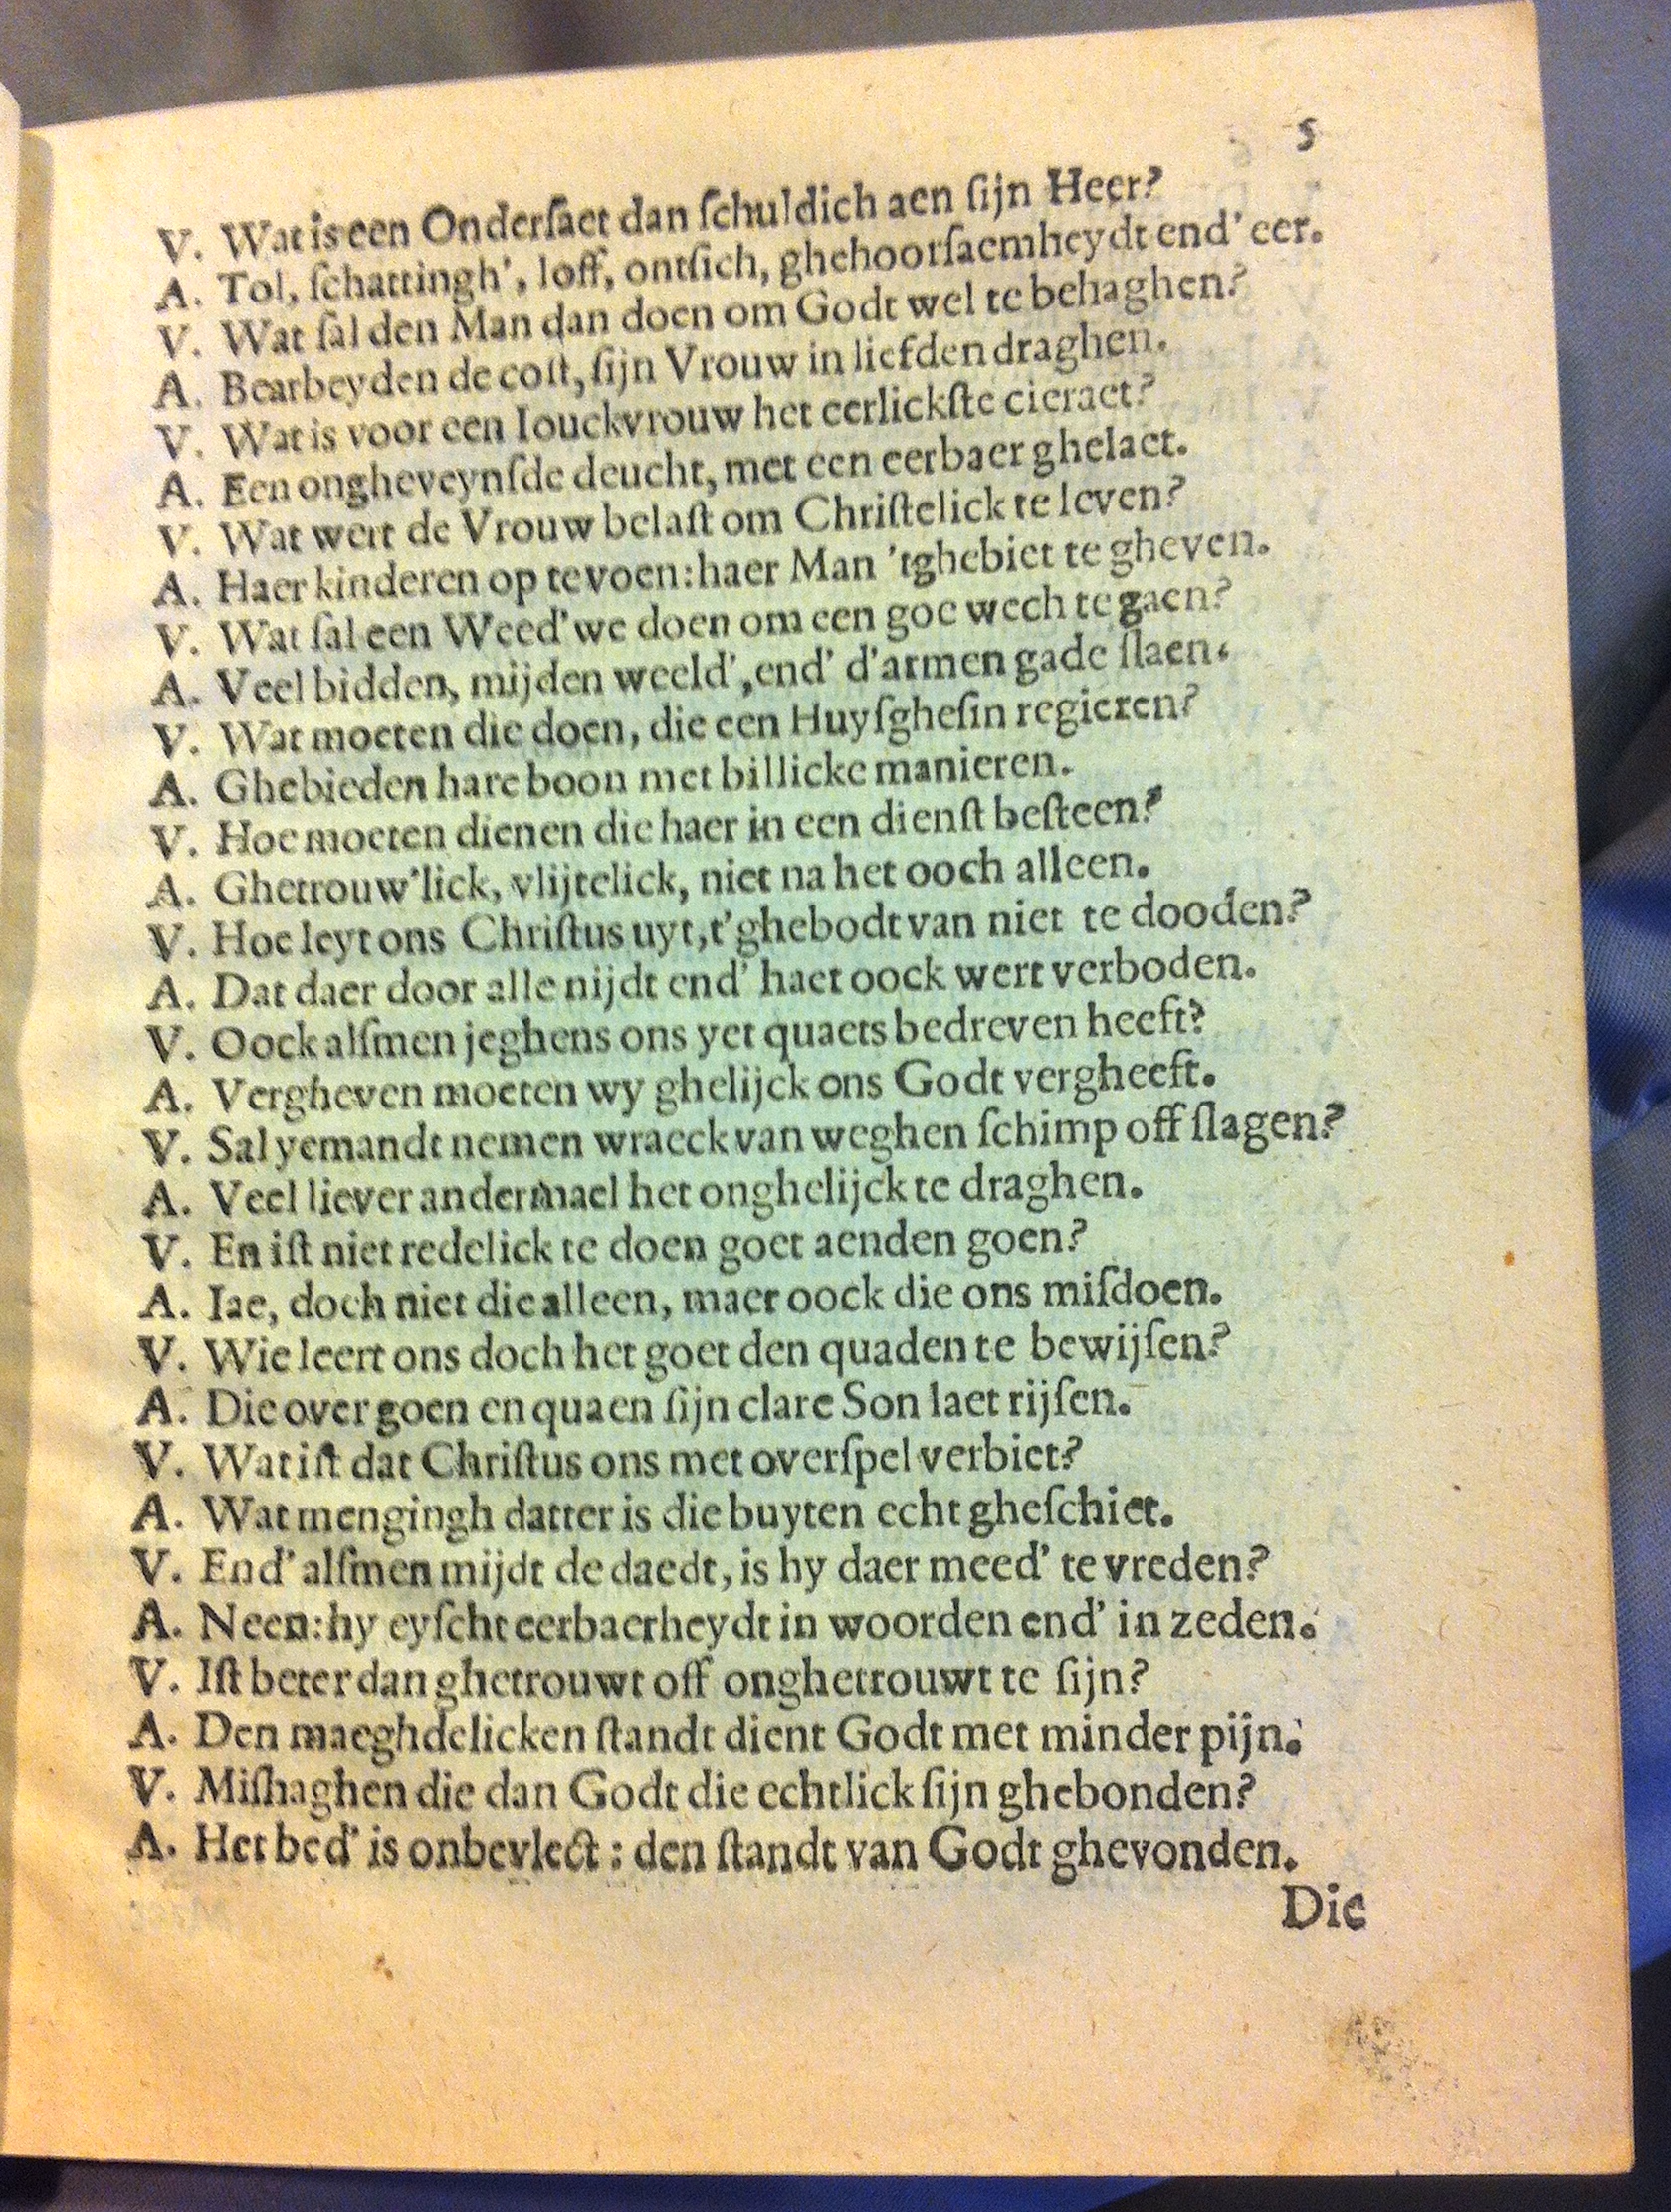 5
V. Wat is een Onderſaet dan ſchuldich aen ſijn Heer?
A. Tol, ſchattingh', loff, ontſich, ghehoorſaemheydt end' eer.
V. Wat ſal den Man dan doen om Godt wel te behaghen?
A. Bearbeyden de coſt, ſijn Vrouw in liefden draghen.
V. Wat is voor een Iouckvrouw het eerlickſte cieraet?
A. Een ongheveynſde deucht, met een eerbaer ghelaet.
V. Wat wert de Vrouw belaſt om Chriſtelick te leven?
A. Haer kinderen op te voen: haer Man 'tghebiet te gheven.
V. Wat ſal een Weed'we doen om een goe wech te gaen?
A. Veel bidden, mijden weeld', end' d'armen gade ſlaen.
V. Wat moeten die doen, die een Huyſgheſin regieren?
A. Ghebieden hare boon met billicke manieren.
V. Hoe moeten dienen die haer in een dienſt beſteen?
A. Ghetrouw'lick, vlijtelick, niet na het ooch alleen.
V. Hoe leyt ons Chriſtus uyt, t'ghebodt van niet te dooden?
A. Dat daer door alle nijdt end' haet oock wert verboden.
V. Oock alſmen jeghens ons yet quaets bedreven heeft?
A. Vergheven moeten wy ghelijck ons Godt vergheeft.
V. Sal yemandt nemen wraeck van weghen ſchimp off ſlagen?
A. Veel liever andermael het onghelijck te draghen.
V. En iſt niet redelick te doen goet aenden goen?
A. Iae, doch niet die alleen, maer oock die ons miſdoen.
V. Wie leert ons doch het goet den quaden te bewijſen?
A. Die over goen en quaen ſijn clare Son laet rijſen.
V. Wat iſt dat Chriſtus ons met overſpel verbiet?
A. Wat mengingh datter is die buyten echt gheſchiet.
V. End' alſmen mijdt de daedt, is hy daer meed' te vreden?
A. Neen: hy eyſcht eerbaerheydt in woorden end' in zeden.
V. Iſt beter dan ghetrouwt off onghetrouwt te ſijn?
A. Den maeghdelicken ſtandt dient Godt met minder pijn.
V. Miſhaghen die dan Godt die echtlick ſijn ghebonden?
A. Het bed' is onbevlect : den ſtandt van Godt ghevonden.
Die